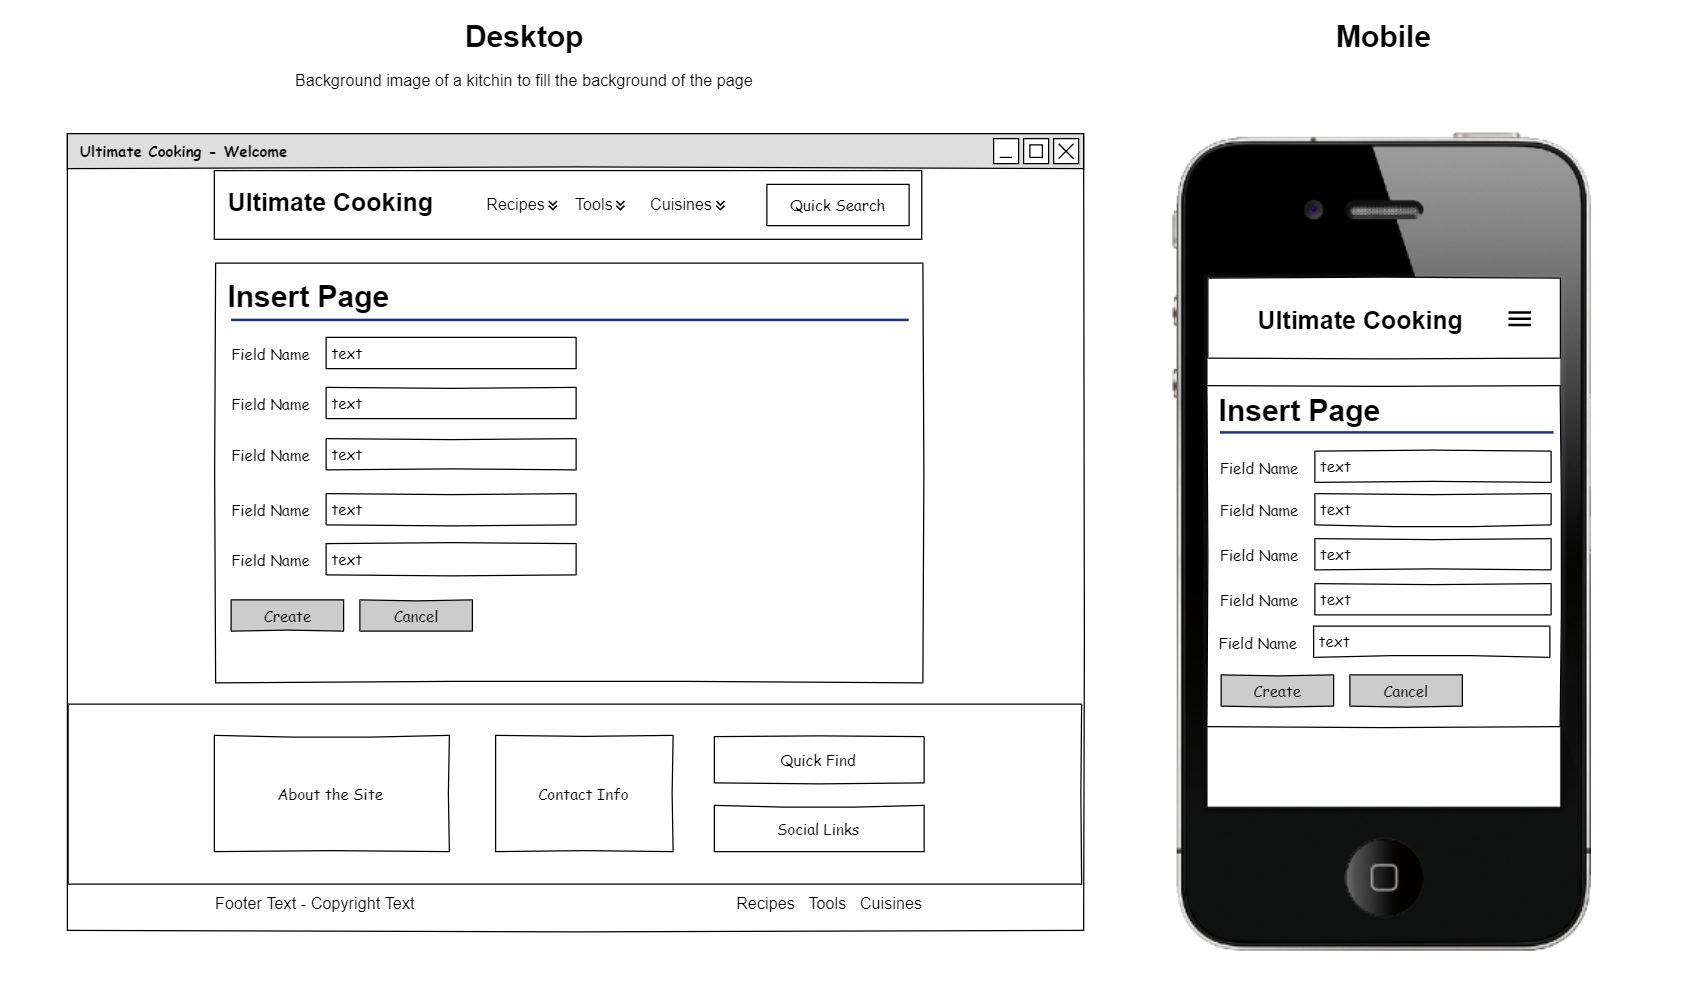 Desktop
Background image of a kitchin to fill the background of the page
Ultimate Cooking - Welcome
Ultimate Cooking Recipes Tools Cuisines Quick Search
Insert Page
Field Name text
Field Name text
Field Name text
Field Name text
Field Name text
Create Cancel
About the Site
Contact Info
Quick Find
Social Links
Footer Text - Copyright Text Recipes Tools Cuisines
Mobile
Ultimate Cooking
Insert Page
Field Name text
Field Name text
Field Name text
Field Name text
Field Name text
Create Cancel